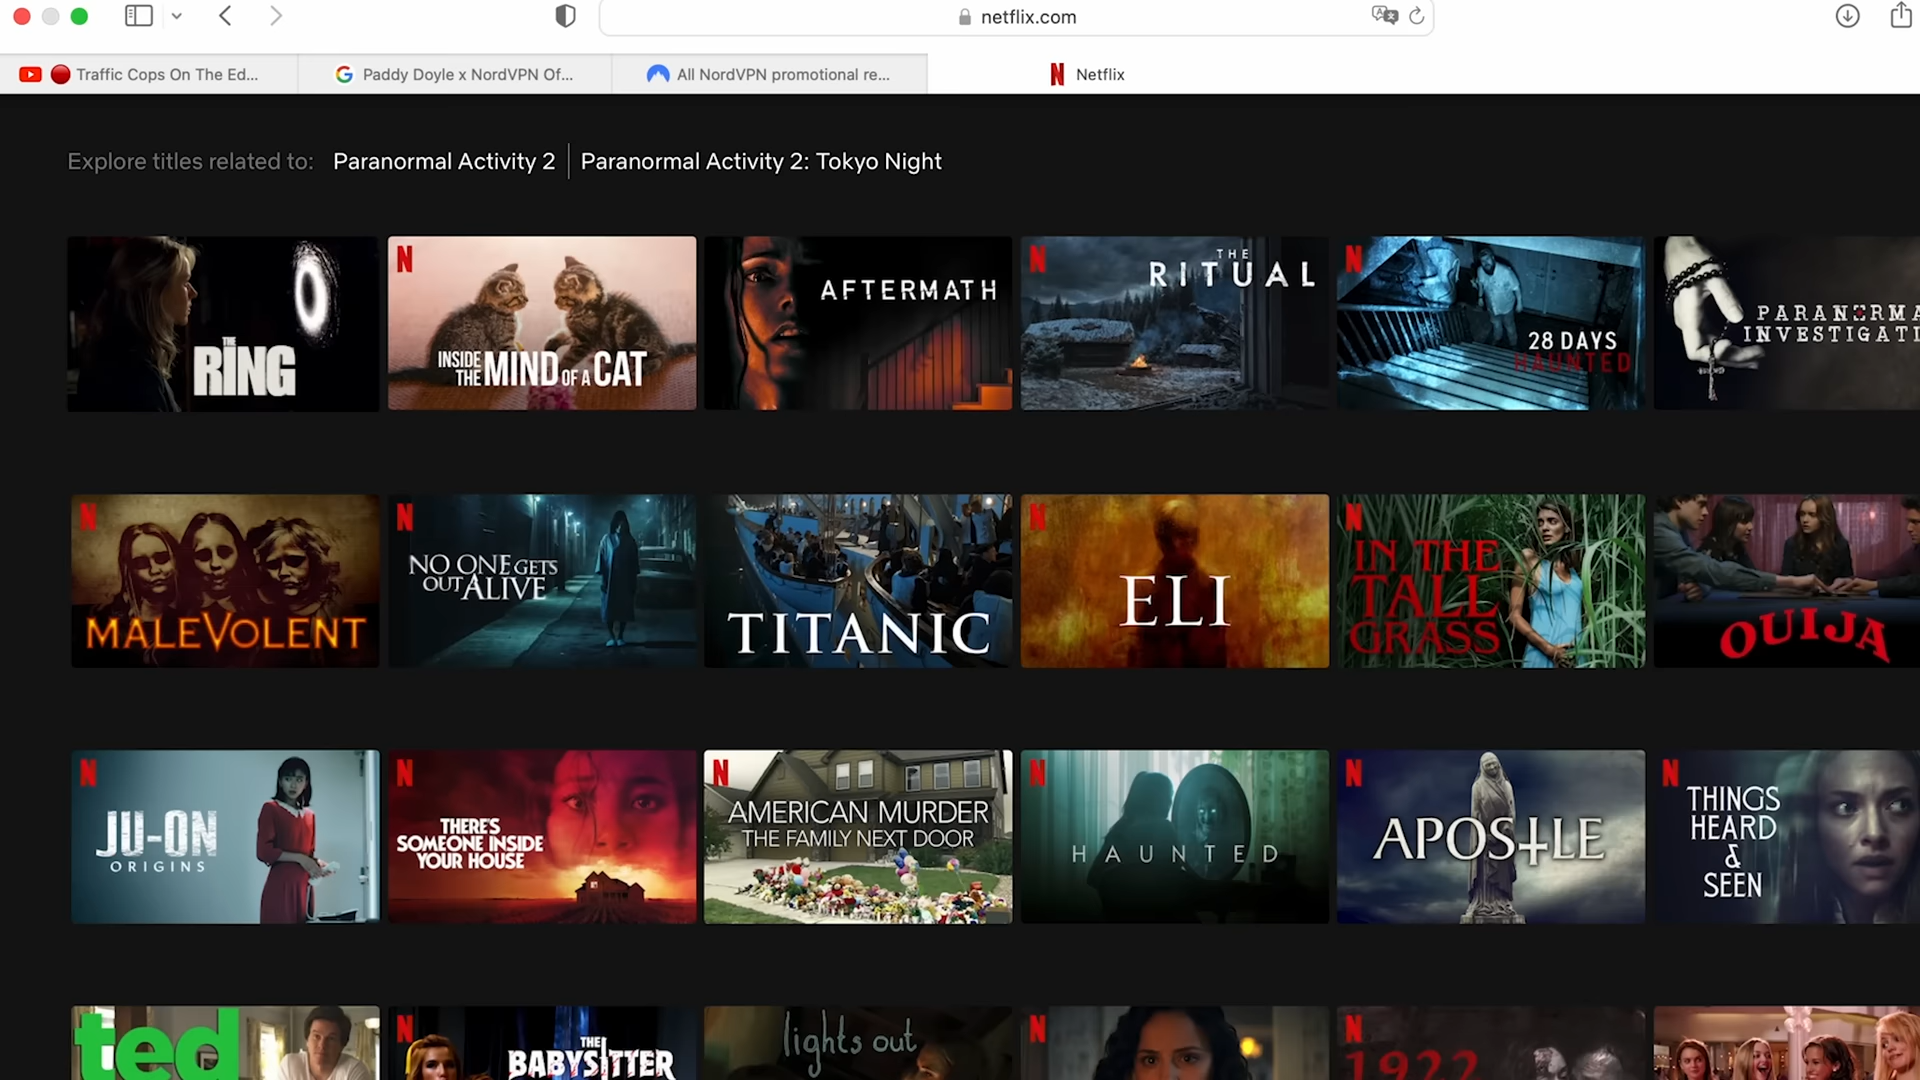 netflix.com
Traffic Cops On The Ed...
Paddy Doyle x NordVPN Of...
All NordVPN promotional re...
Netflix
Explore titles related to: Paranormal Activity 2 Paranormal Activity 2: Tokyo Night
THE
RING
INSIDE
THE MIND OF A CAT
AFTERMATH
THE
RITUAL
28 DAYS
HAUNTED
PARANORMA
INVESTIGATI
MALEVOLENT
NO ONE GETS
OUT ALIVE
TITANIC
ELI
IN THE
TALL
GRASS
OUIJA
JU-ON
ORIGINS
THERE'S
SOMEONE INSIDE
YOUR HOUSE
AMERICAN MURDER
THE FAMILY NEXT DOOR
HAUNTED
APOSTLE
THINGS
HEARD
&
SEEN
ted
THE
BABYSITTER
lights out
1922